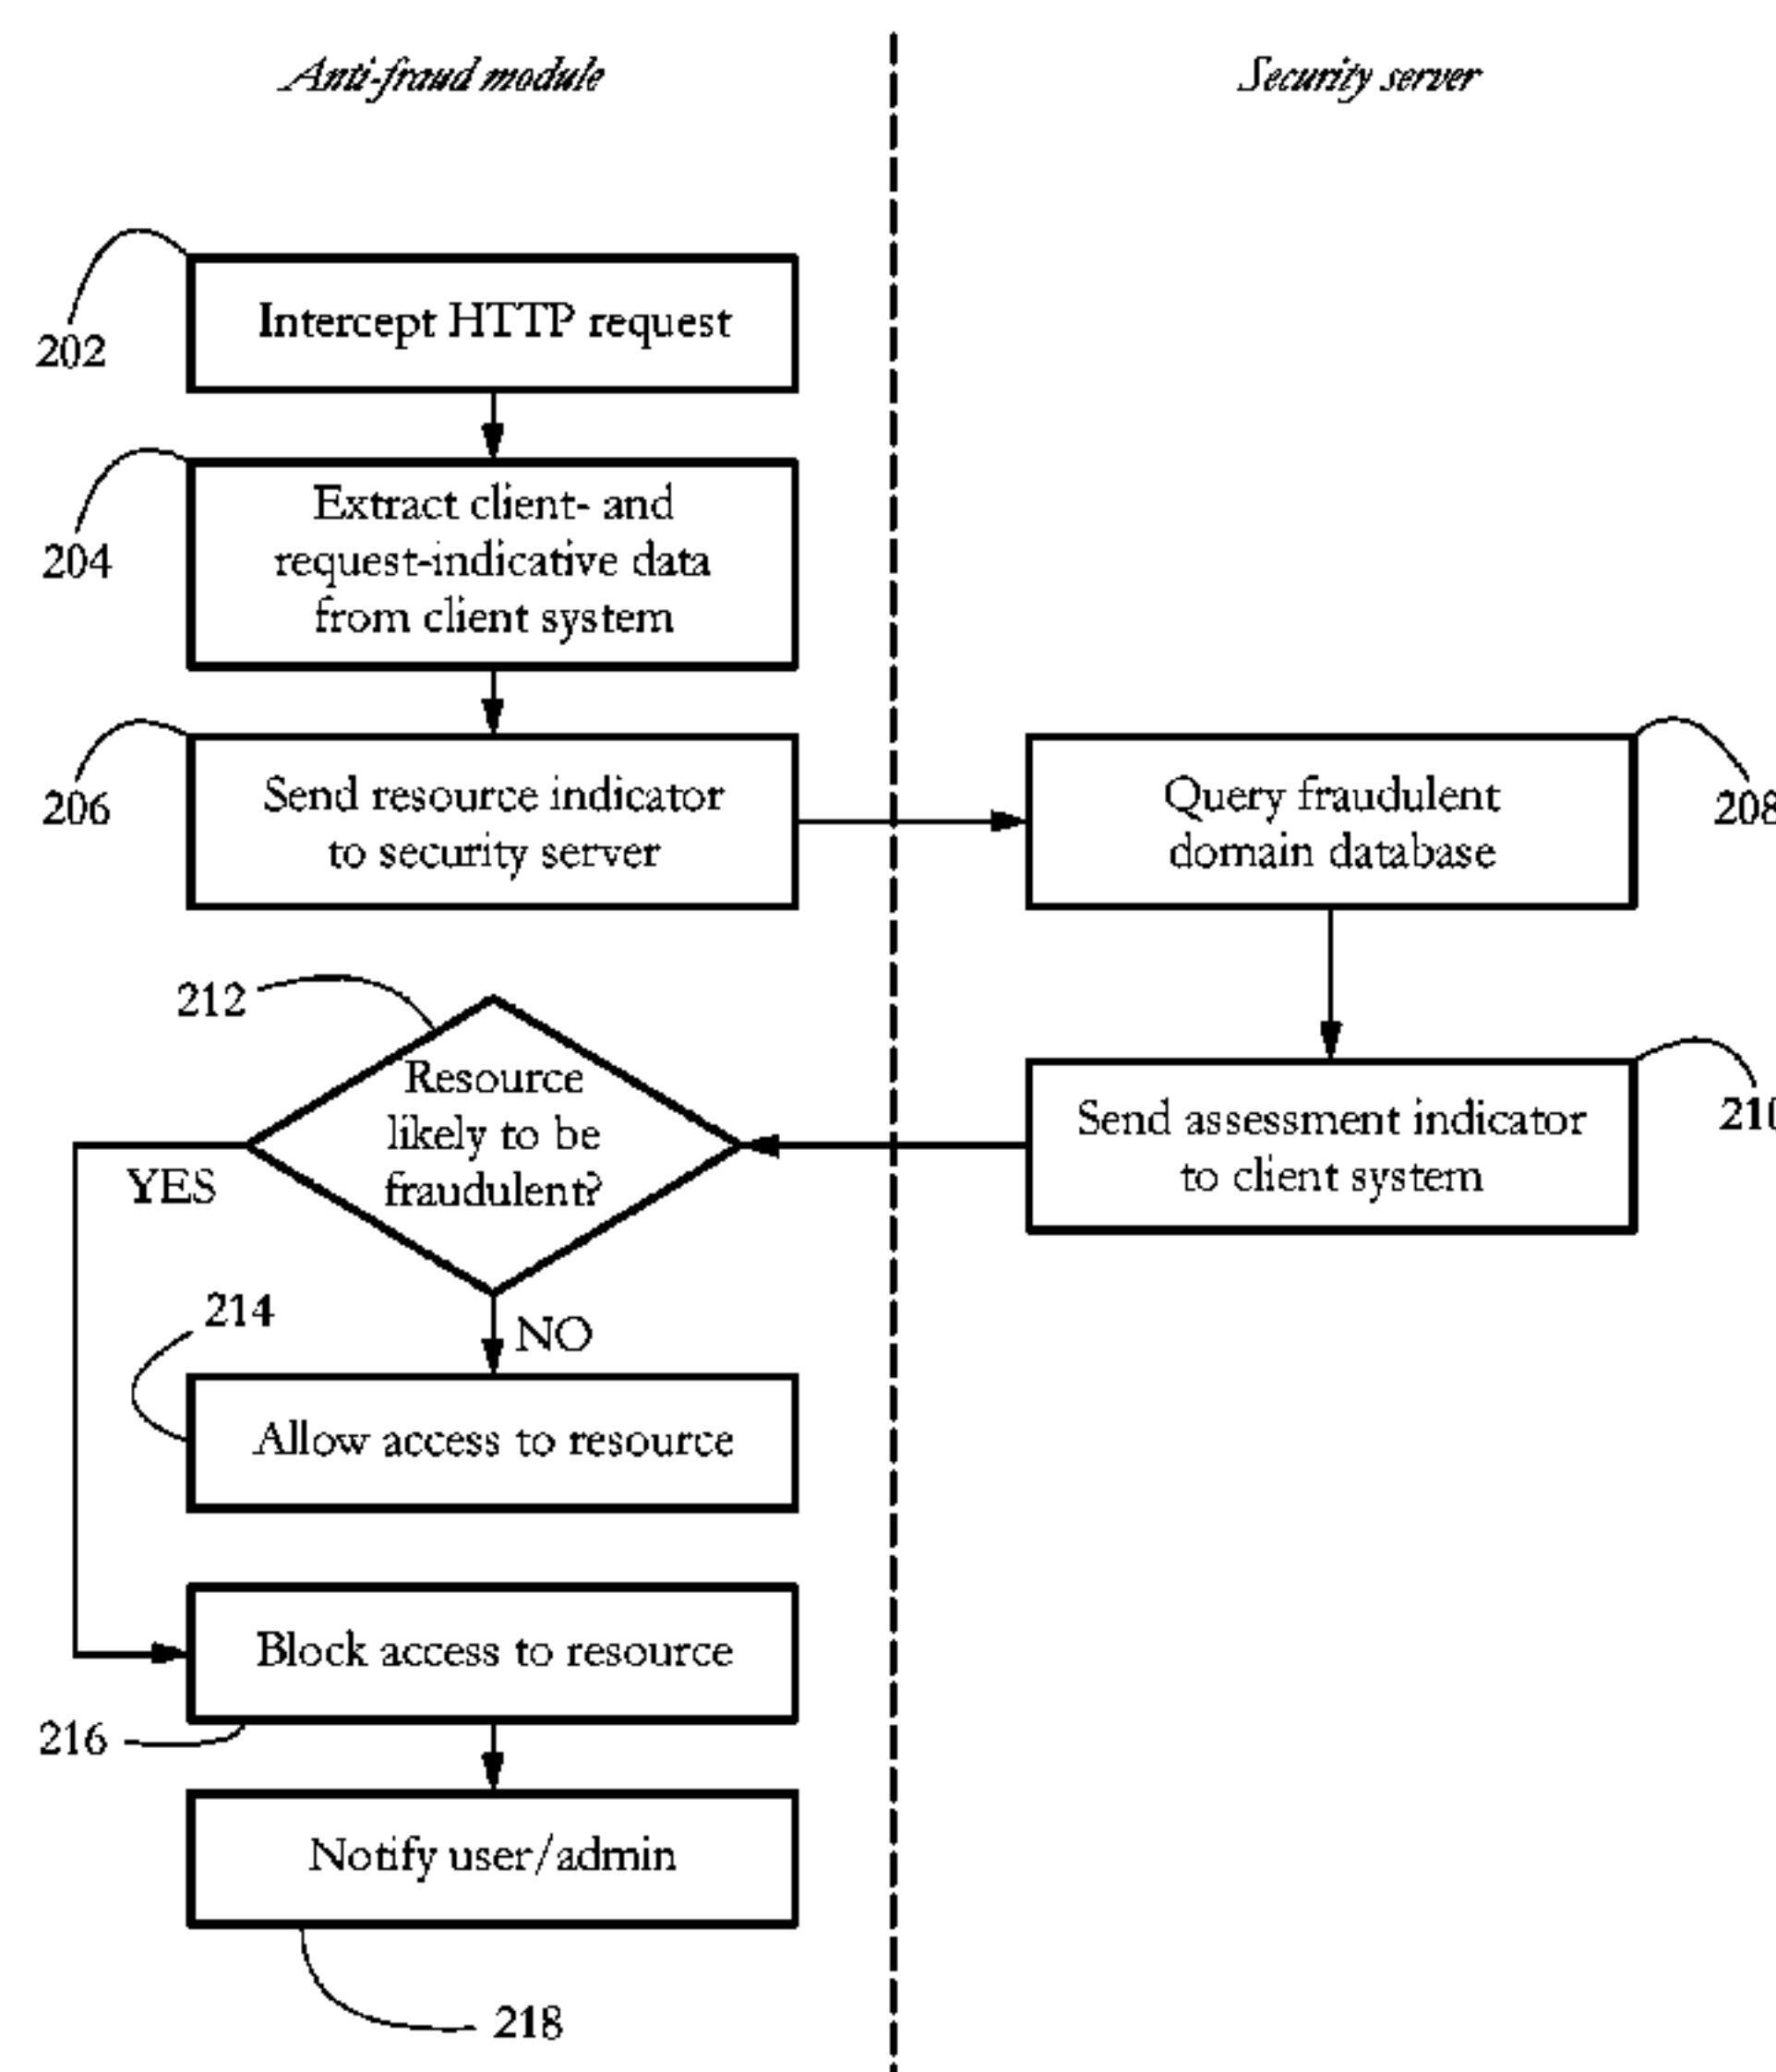 Anti-fraud module
Security server
202
Intercept HTTP request
204
Extract client- and
request-indicative data
from client system
206
Send resource indicator
to security server
Query fraudulent
domain database
208
212
Resource
likely to be
fraudulent?
YES
NO
Send assessment indicator
to client system
210
214
Allow access to resource
Block access to resource
216
Notify user/admin
218